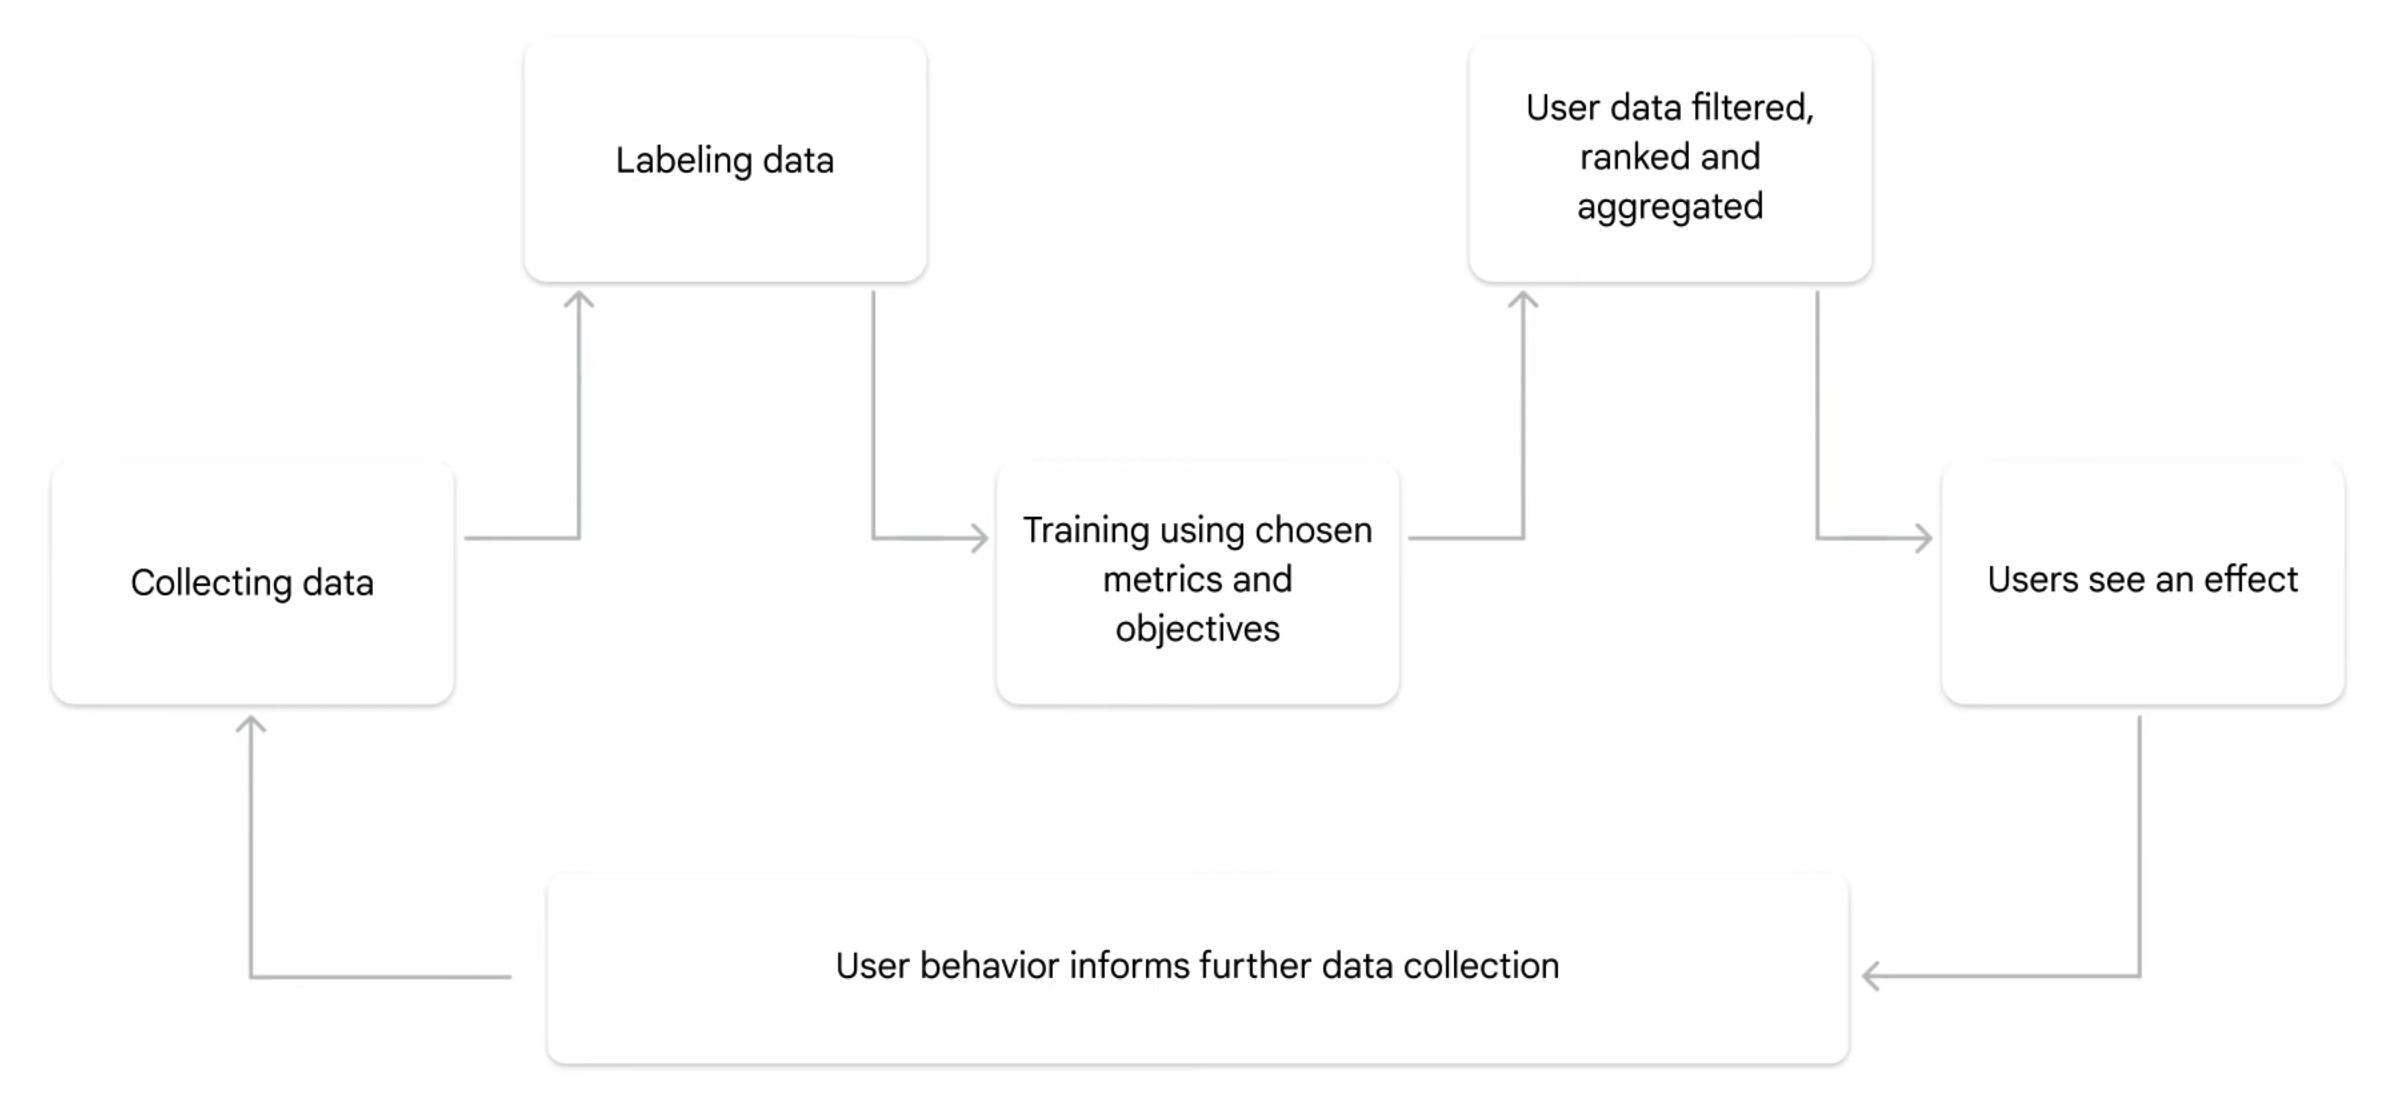 Labeling data
User data filtered,
ranked and
aggregated
Collecting data
Training using chosen
metrics and
objectives
Users see an effect
User behavior informs further data collection